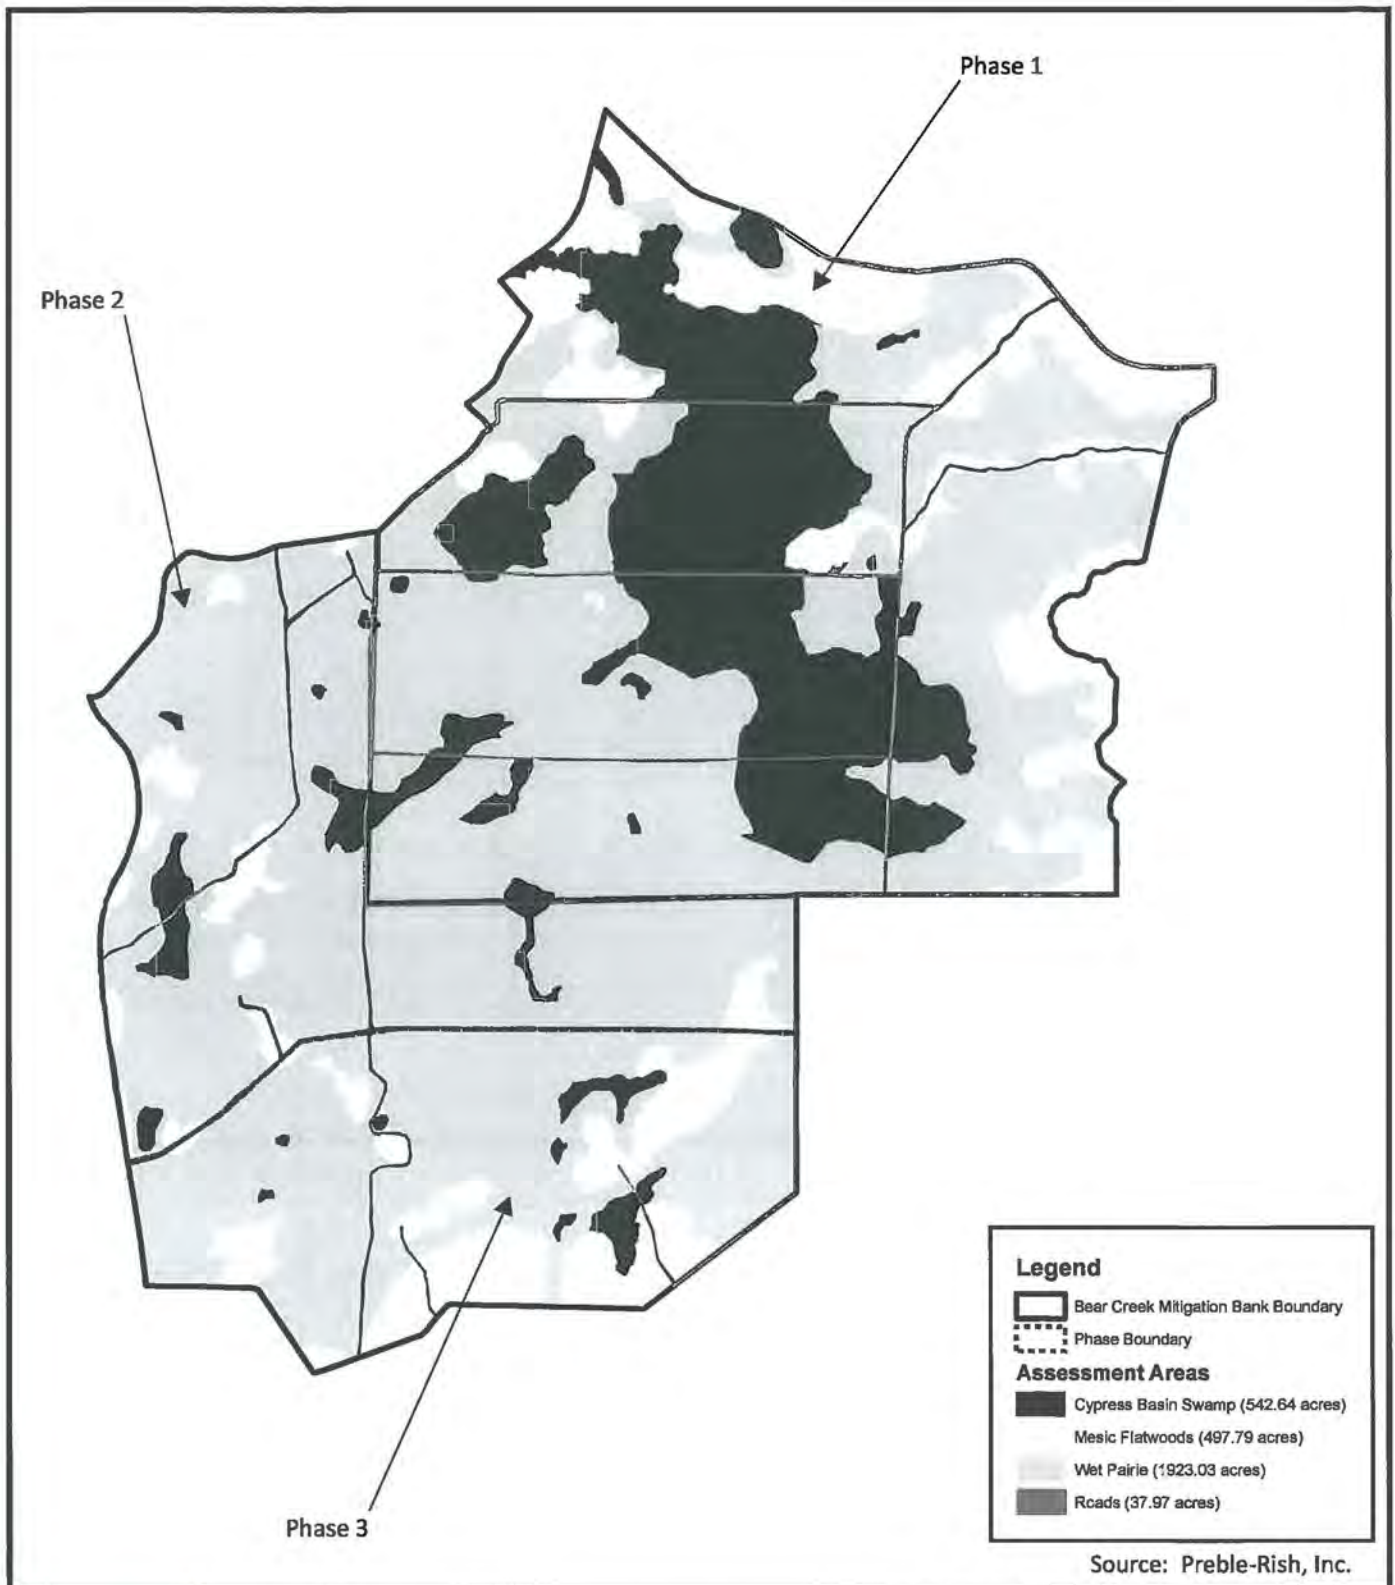 Phase 1
Phase 2
Phase 3
Legend
Bear Creek Mitigation Bank Boundary
Phase Boundary
Assessment Areas
Cypress Basin Swamp (542.64 acres)
Mesic Flatwoods (497.79 acres)
Wet Pairie (1923.03 acres)
Roads (37.97 acres)
Source: Preble-Rish, Inc.